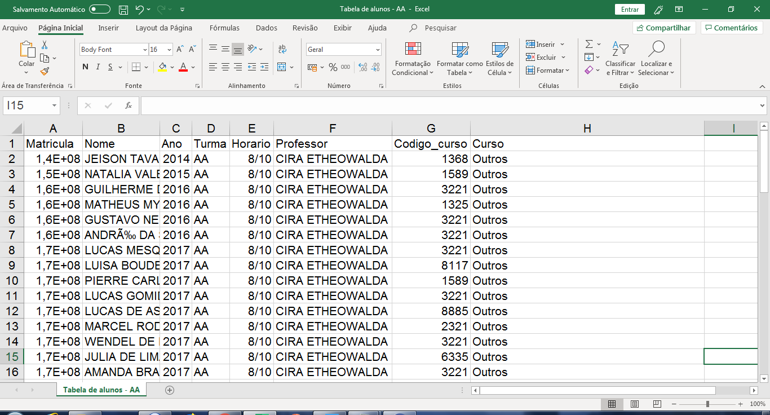 Salvamento Automático
Tabela de alunos - AA - Excel
Entrar
Arquivo Página Inicial Inserir Layout da Página Fórmulas Dados Revisão Exibir Ajuda Pesquisar Compartilhar Comentários
Colar
Body Font 16 A A
N I S
Geral
% 000
Formatação Condicional
Formatar como Tabela
Estilos de Célula
Inserir
Excluir
Formatar
Classificar e Filtrar
Localizar e Selecionar
Área de Transferência Fonte Alinhamento Número Estilos Células Edição
I15 fx
A B C D E F G H I
1 Matricula Nome Ano Turma Horario Professor Codigo_curso Curso
2 1,4E+08 JEISON TAVA 2014 AA 8/10 CIRA ETHEOWALDA 1368 Outros
3 1,5E+08 NATALIA VALE 2015 AA 8/10 CIRA ETHEOWALDA 1589 Outros
4 1,6E+08 GUILHERME D 2016 AA 8/10 CIRA ETHEOWALDA 3221 Outros
5 1,6E+08 MATHEUS MY 2016 AA 8/10 CIRA ETHEOWALDA 1325 Outros
6 1,6E+08 GUSTAVO NE 2016 AA 8/10 CIRA ETHEOWALDA 3221 Outros
7 1,6E+08 ANDRÃ‰ DA 2016 AA 8/10 CIRA ETHEOWALDA 3221 Outros
8 1,7E+08 LUCAS MESQ 2017 AA 8/10 CIRA ETHEOWALDA 3221 Outros
9 1,7E+08 LUISA BOUDE 2017 AA 8/10 CIRA ETHEOWALDA 8117 Outros
10 1,7E+08 PIERRE CARL 2017 AA 8/10 CIRA ETHEOWALDA 1589 Outros
11 1,7E+08 LUCAS GOMID 2017 AA 8/10 CIRA ETHEOWALDA 3221 Outros
12 1,7E+08 LUCAS DE AS 2017 AA 8/10 CIRA ETHEOWALDA 8885 Outros
13 1,7E+08 MARCEL ROD 2017 AA 8/10 CIRA ETHEOWALDA 2321 Outros
14 1,7E+08 WENDEL DE 2017 AA 8/10 CIRA ETHEOWALDA 3221 Outros
15 1,7E+08 JULIA DE LIMA 2017 AA 8/10 CIRA ETHEOWALDA 6335 Outros
16 1,7E+08 AMANDA BRA 2017 AA 8/10 CIRA ETHEOWALDA 3221 Outros
Tabela de alunos - AA
100%